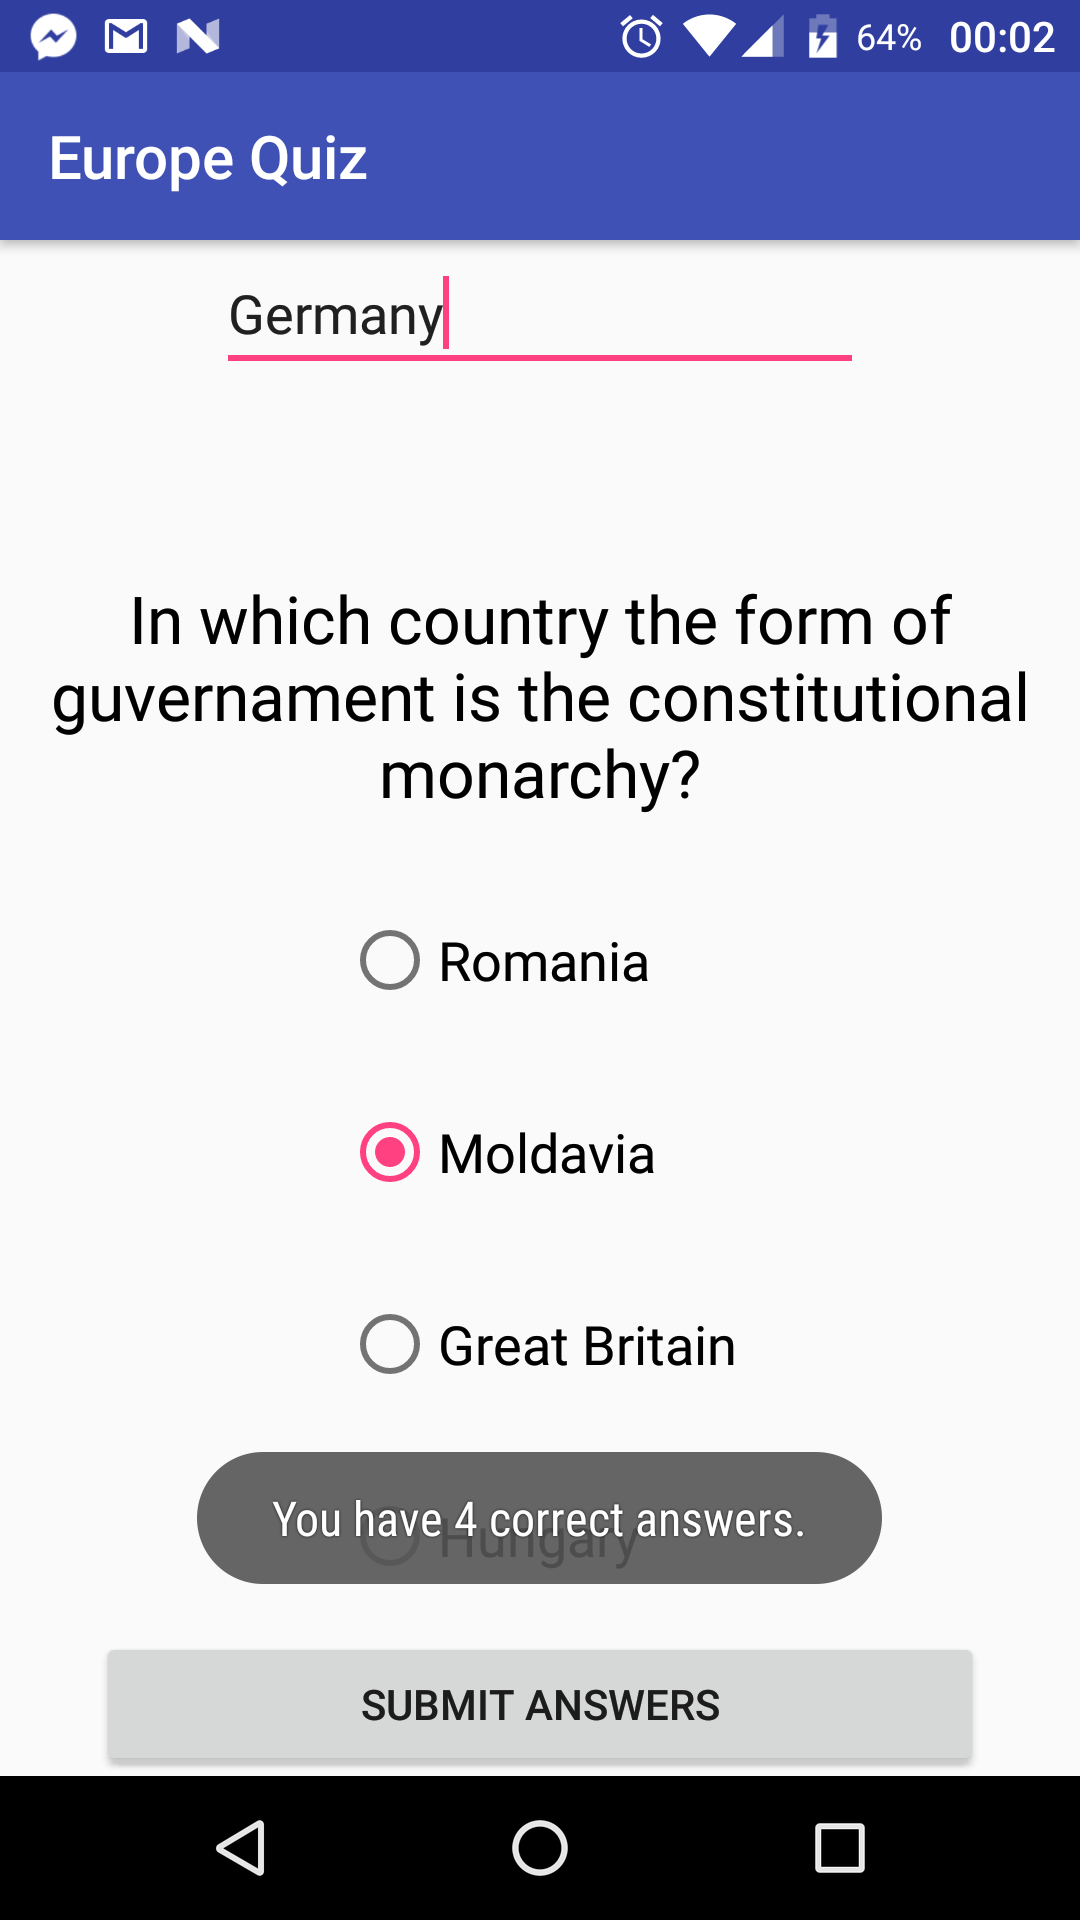 64% 00:02
Europe Quiz
Germany
In which country the form of
guvernament is the constitutional
monarchy?
Romania
Moldavia
Great Britain
You have 4 correct answers.
Hungary
SUBMIT ANSWERS